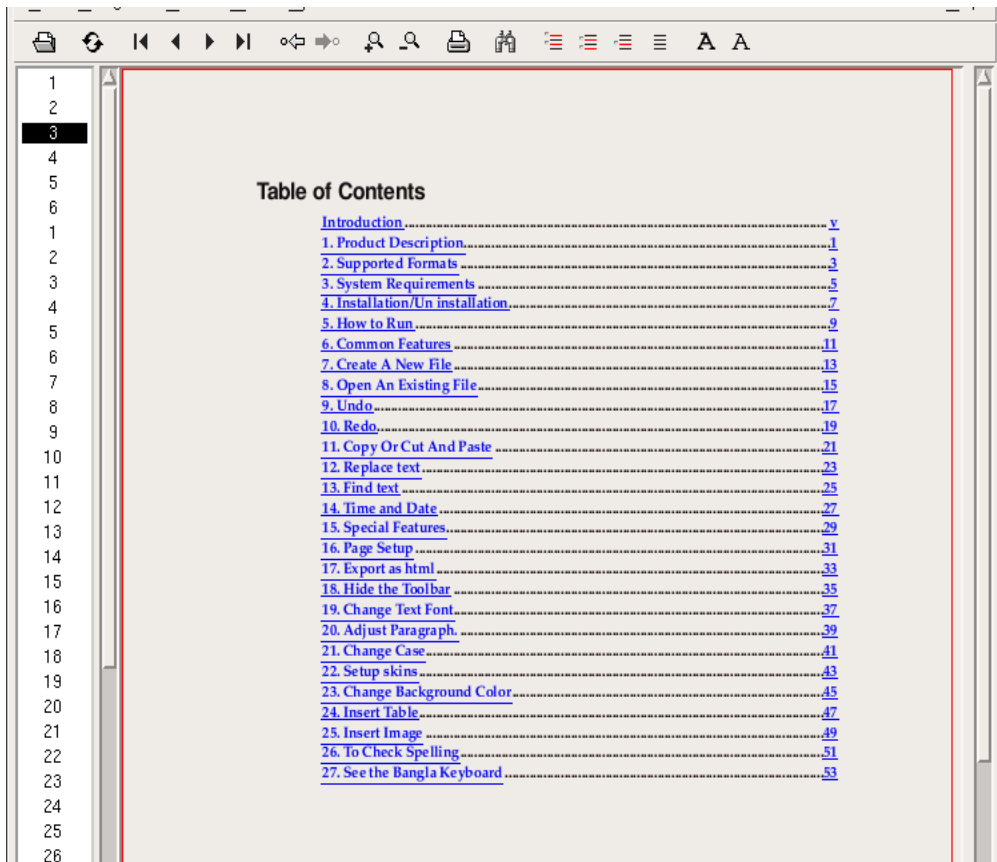 A A
1
2
3
4
5
6
1
2
3
4
5
6
7
8
9
10
11
12
13
14
15
16
17
18
19
20
21
22
23
24
25
26
Table of Contents
Introduction v
1. Product Description 1
2. Supported Formats 3
3. System Requirements 5
4. Installation/Un installation 7
5. How to Run 9
6. Common Features 11
7. Create A New File 13
8. Open An Existing File 15
9. Undo 17
10. Redo 19
11. Copy Or Cut And Paste 21
12. Replace text 23
13. Find text 25
14. Time and Date 27
15. Special Features 29
16. Page Setup 31
17. Export as html 33
18. Hide the Toolbar 35
19. Change Text Font 37
20. Adjust Paragraph. 39
21. Change Case 41
22. Setup skins 43
23. Change Background Color 45
24. Insert Table 47
25. Insert Image 49
26. To Check Spelling 51
27. See the Bangla Keyboard 53